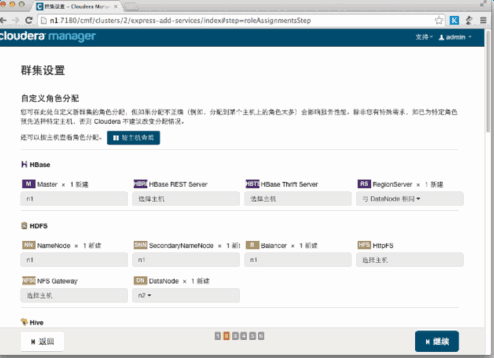 群集设置 - Cloudera Manager
n1:7180/cmf/clusters/2/express-add-services/index#step=roleAssignmentsStep
cloudera manager 支持 admin
群集设置
自定义角色分配
您可在此处自定义新群集的角色分配，但如果分配不正确（例如，分配到某个主机上的角色太多）会影响服务性能。除非您有特殊需求，如已为特定角色
预先选择特定主机，否则 Cloudera 不建议改变分配情况。
还可以按主机查看角色分配。 按主机查看
HBase
M Master × 1 新建 HBR HBase REST Server HBT HBase Thrift Server RS RegionServer × 1 新建
n1 选择主机 选择主机 与 DataNode 相同
HDFS
NN NameNode × 1 新建 SNN SecondaryNameNode × 1 新建 B Balancer × 1 新建 HFS HttpFS
n1 n1 n1 选择主机
NFS Gateway DN DataNode × 1 新建
选择主机 n2
Hive
返回 1 2 3 4 5 6 继续